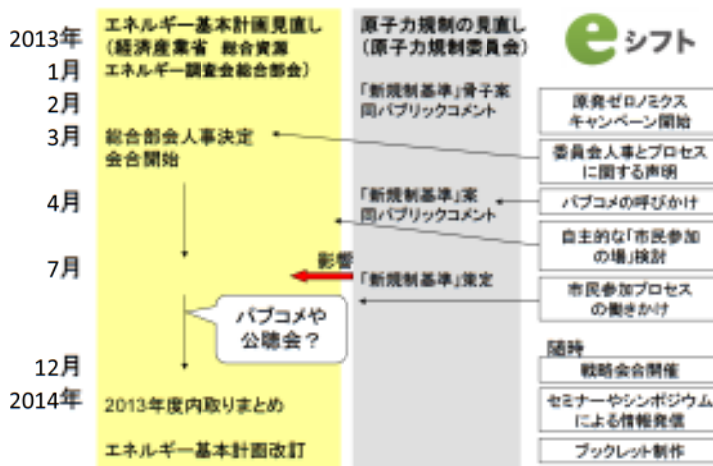 2013年
1月
2月
3月
4月
7月
12月
2014年
エネルギー基本計画見直し
(経済産業省 総合資源
エネルギー調査会総合部会)
総合部会人事決定
会合開始
パブコメや
公聴会?
2013年度内取りまとめ
エネルギー基本計画改訂
原子力規制の見直し
(原子力規制委員会)
「新規制基準」骨子案
同パブリックコメント
「新規制基準」案
同パブリックコメント
影響
「新規制基準」策定
eシフト
原発ゼロノミクス
キャンペーン開始
委員会人事とプロセス
に関する声明
パブコメの呼びかけ
自主的な「市民参加
の場」検討
市民参加プロセス
の働きかけ
随時
戦略会合開催
セミナーやシンポジウム
による情報発信
ブックレット制作